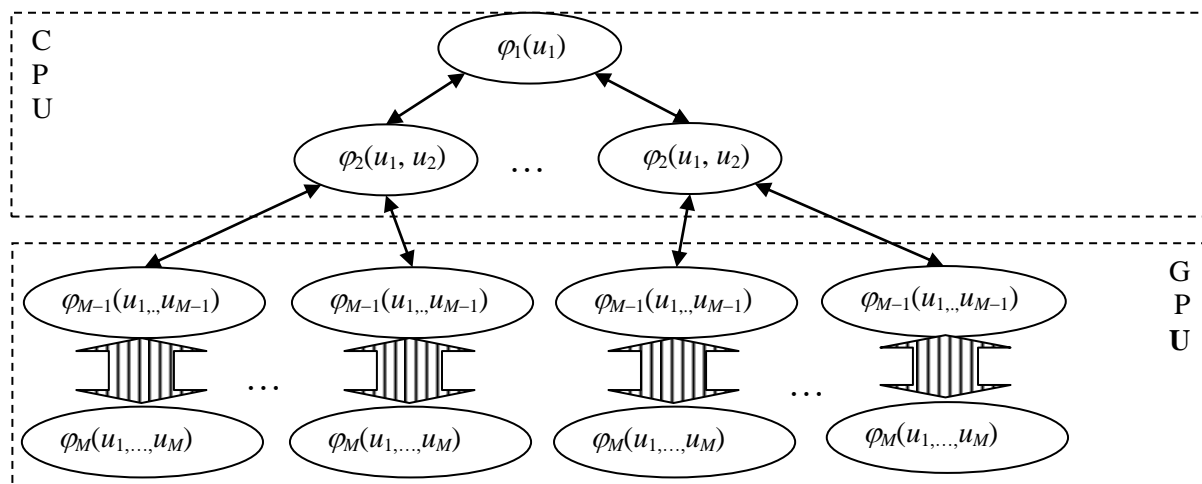 C
P
U
φ₁(u₁)
φ₂(u₁, u₂) … φ₂(u₁, u₂)
G
P
U
φM–1(u1,.,,uM–1) φM–1(u1,.,,uM–1) φM–1(u1,.,,uM–1) φM–1(u1,.,,uM–1)
… …
φM(u1,…,,uM) φM(u1,…,,uM) φM(u1,…,,uM) φM(u1,…,,uM)